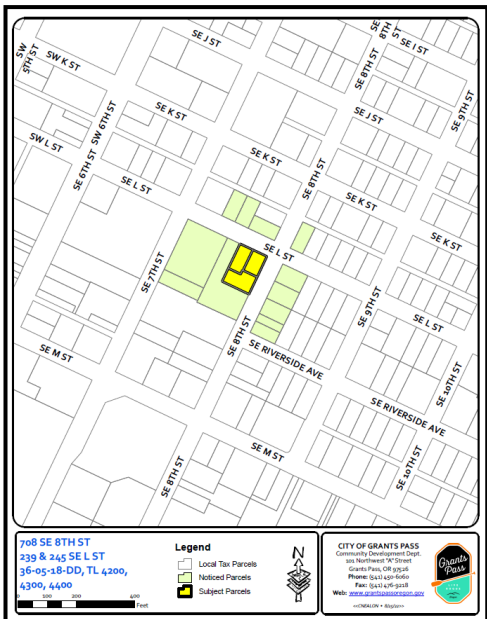 SE J ST
SE
8TH ST
SE I ST
SW
5TH ST
SW K ST
SE 8TH ST
SE 9TH ST
SE K ST
SE J ST
SW L ST
SE 6TH ST
SW 6TH ST
SE K ST
SE 8TH ST
SE L ST
SE K ST
SE K ST
SE L ST
SE 7TH ST
SE 9TH ST
SE L ST
SE 8TH ST
SE M ST
SE RIVERSIDE AVE
SE 10TH ST
SE RIVERSIDE AVE
SE M ST
SE 8TH ST
SE 10TH ST
708 SE 8TH ST
239 & 245 SE L ST
36-05-18-DD, TL 4200,
4300, 4400
0 100 200 400
Feet
Legend
Local Tax Parcels
Noticed Parcels
Subject Parcels
N
CITY OF GRANTS PASS
Community Development Dept.
101 Northwest "A" Street
Grants Pass, OR 97526
Phone: (541) 450-6060
Fax: (541) 476-9218
Web: www.grantspassoregon.gov
Grants
Pass